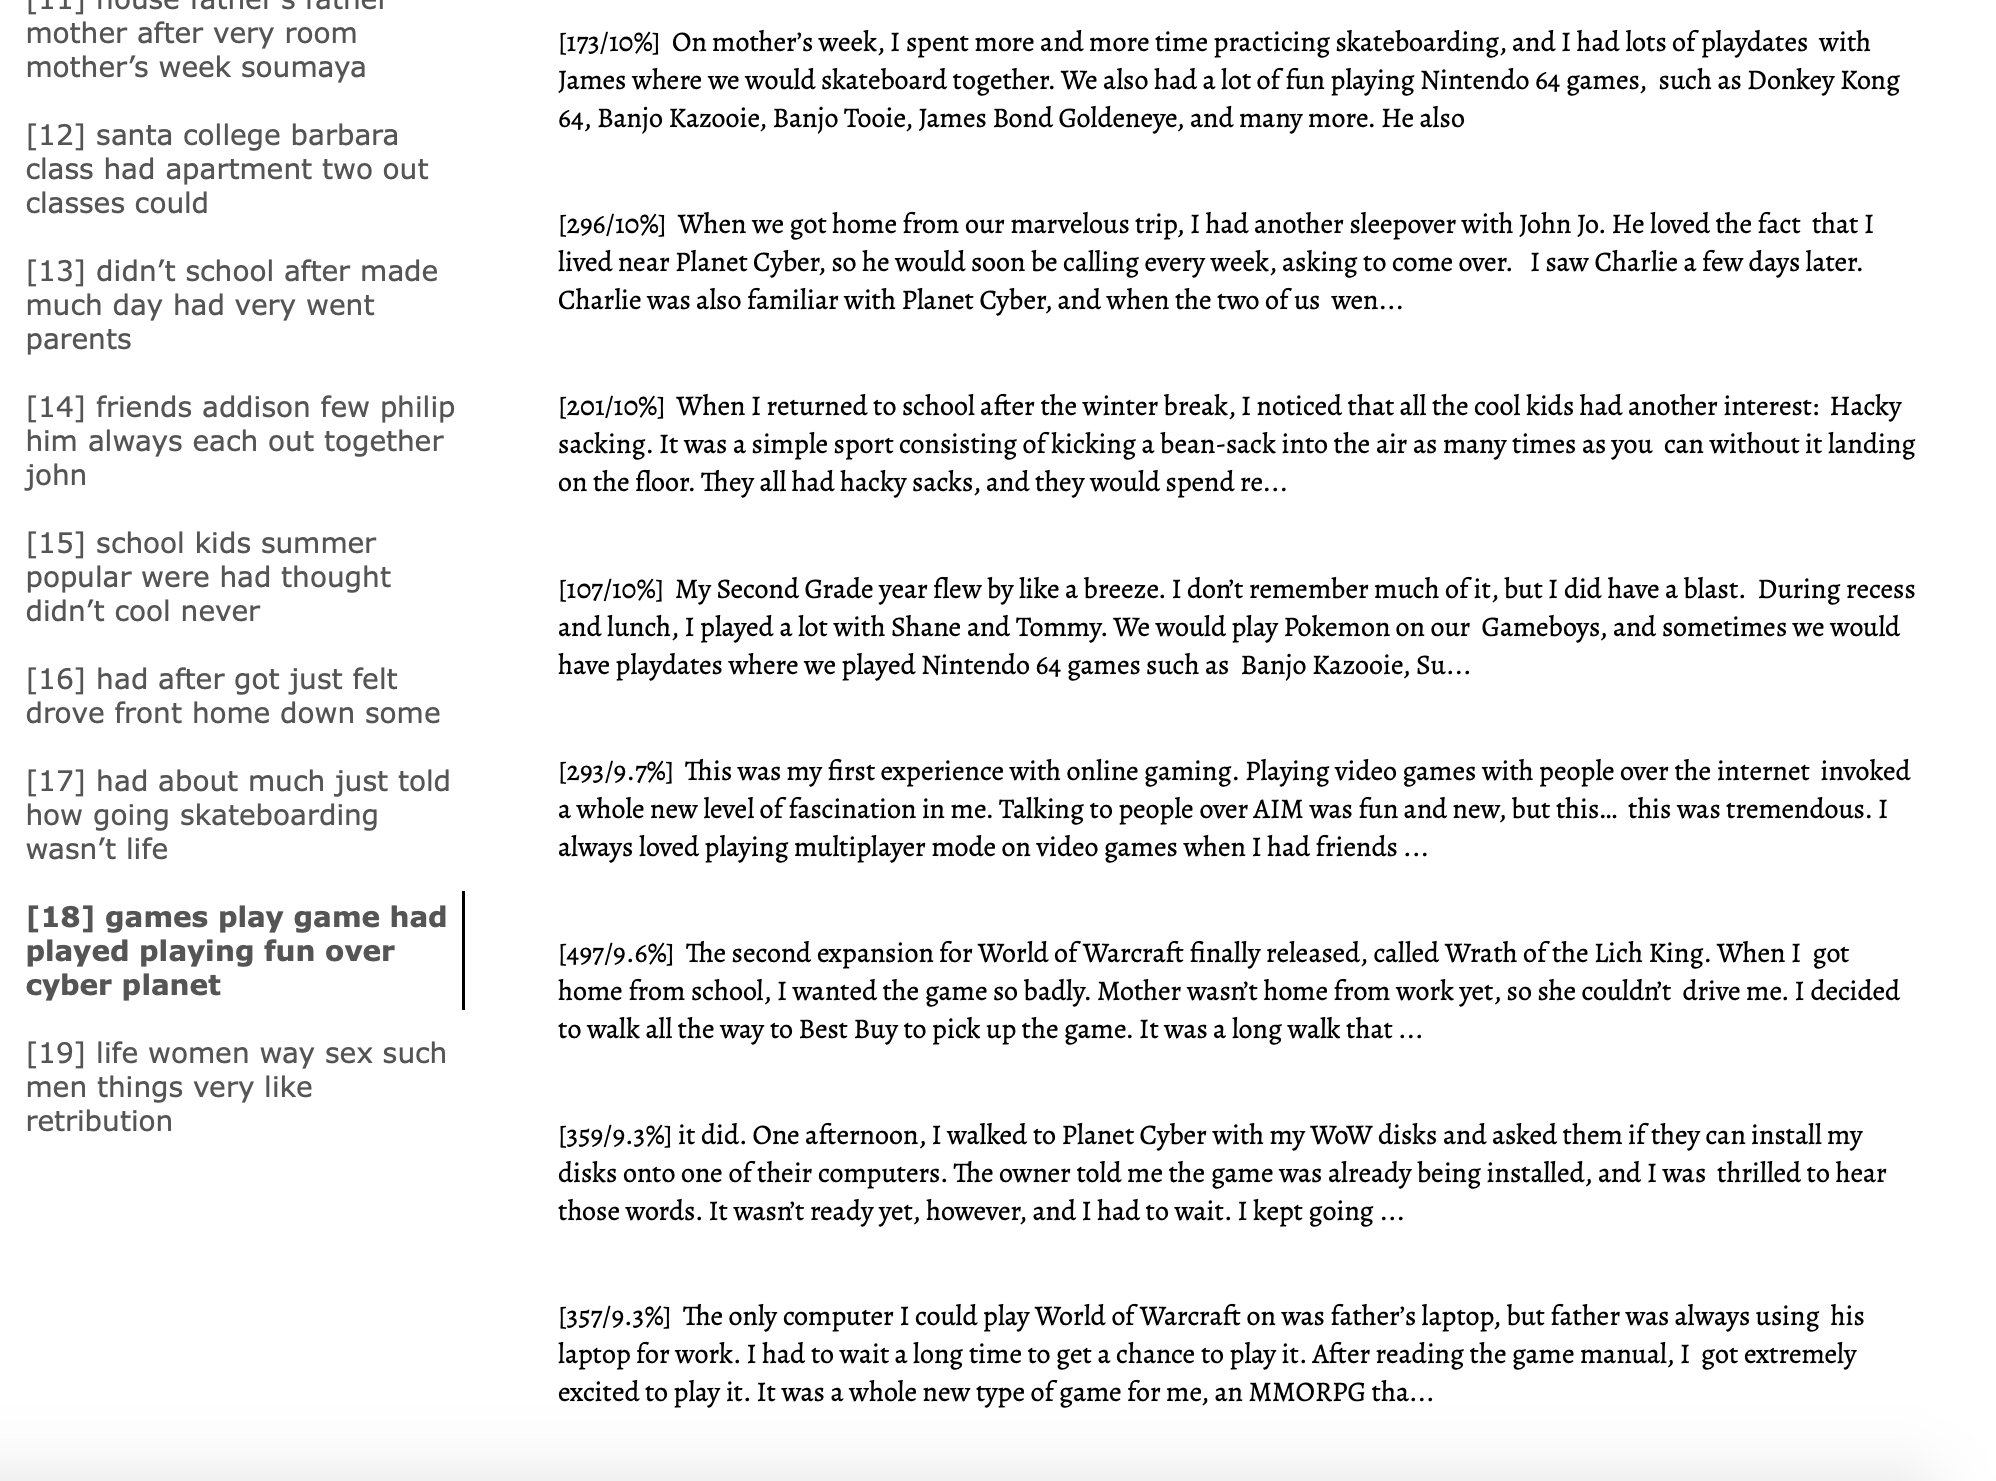 [11] house father's father
mother after very room
mother's week soumaya
[12] santa college barbara
class had apartment two out
classes could
[13] didn't school after made
much day had very went
parents
[14] friends addison few philip
him always each out together
john
[15] school kids summer
popular were had thought
didn't cool never
[16] had after got just felt
drove front home down some
[17] had about much just told
how going skateboarding
wasn't life
[18] games play game had
played playing fun over
cyber planet
[19] life women way sex such
men things very like
retribution
[173/10%] On mother's week, I spent more and more time practicing skateboarding, and I had lots of playdates with
James where we would skateboard together. We also had a lot of fun playing Nintendo 64 games, such as Donkey Kong
64, Banjo Kazooie, Banjo Tooie, James Bond Goldeneye, and many more. He also
[296/10%] When we got home from our marvelous trip, I had another sleepover with John Jo. He loved the fact that I
lived near Planet Cyber, so he would soon be calling every week, asking to come over. I saw Charlie a few days later.
Charlie was also familiar with Planet Cyber, and when the two of us wen...
[201/10%] When I returned to school after the winter break, I noticed that all the cool kids had another interest: Hacky
sacking. It was a simple sport consisting of kicking a bean-sack into the air as many times as you can without it landing
on the floor. They all had hacky sacks, and they would spend re...
[107/10%] My Second Grade year flew by like a breeze. I don't remember much of it, but I did have a blast. During recess
and lunch, I played a lot with Shane and Tommy. We would play Pokemon on our Gameboys, and sometimes we would
have playdates where we played Nintendo 64 games such as Banjo Kazooie, Su...
[293/9.7%] This was my first experience with online gaming. Playing video games with people over the internet invoked
a whole new level of fascination in me. Talking to people over AIM was fun and new, but this... this was tremendous. I
always loved playing multiplayer mode on video games when I had friends ...
[497/9.6%] The second expansion for World of Warcraft finally released, called Wrath of the Lich King. When I got
home from school, I wanted the game so badly. Mother wasn't home from work yet, so she couldn't drive me. I decided
to walk all the way to Best Buy to pick up the game. It was a long walk that ...
[359/9.3%] it did. One afternoon, I walked to Planet Cyber with my WoW disks and asked them if they can install my
disks onto one of their computers. The owner told me the game was already being installed, and I was thrilled to hear
those words. It wasn't ready yet, however, and I had to wait. I kept going ...
[357/9.3%] The only computer I could play World of Warcraft on was father's laptop, but father was always using his
laptop for work. I had to wait a long time to get a chance to play it. After reading the game manual, I got extremely
excited to play it. It was a whole new type of game for me, an MMORPG tha...